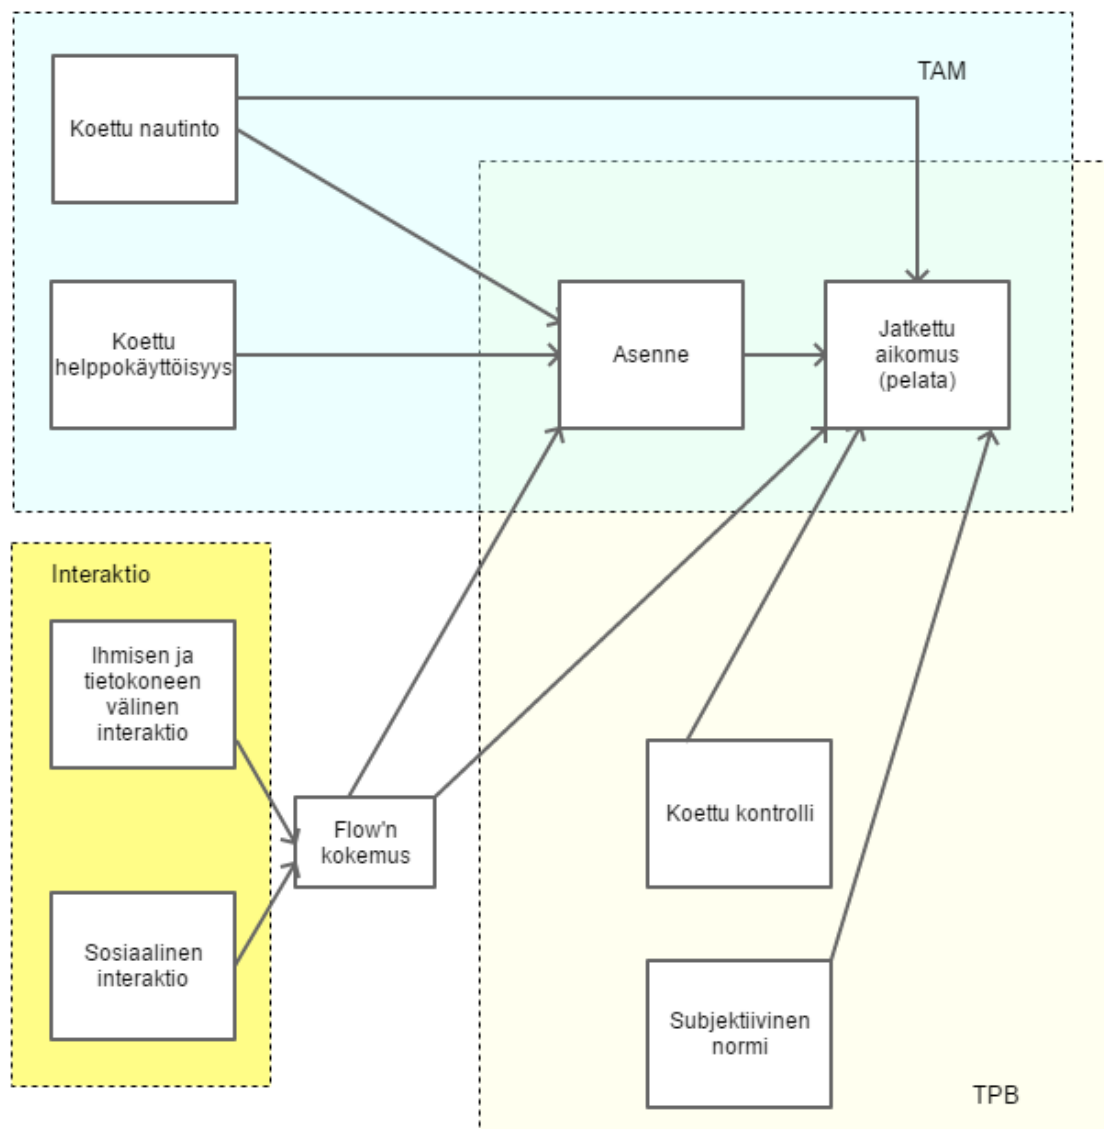 TAM
Koettu nautinto
Koettu
helppokäyttöisyys
Asenne
Jatkettu
aikomus
(pelata)
Interaktio
Ihmisen ja
tietokoneen
välinen
interaktio
Flow'n
kokemus
Koettu kontrolli
Sosiaalinen
interaktio
Subjektiivinen
normi
TPB